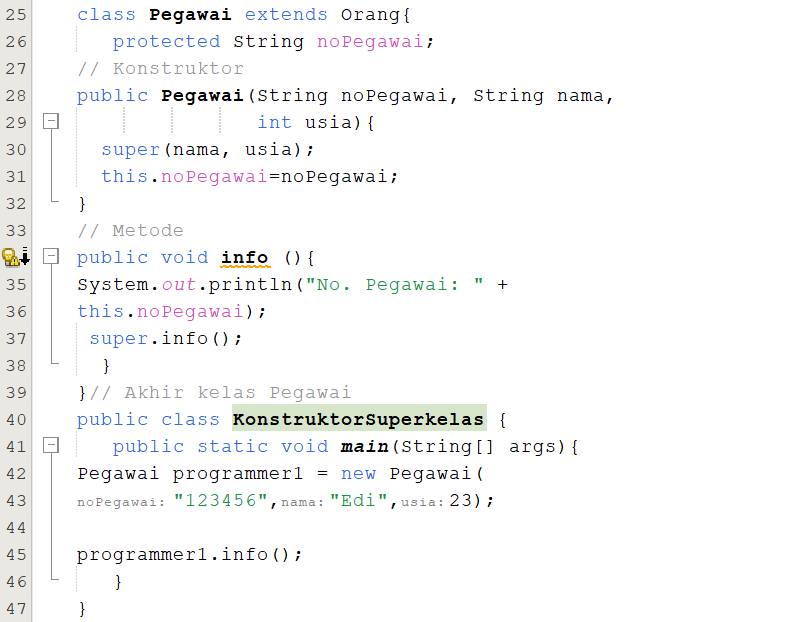 25 class Pegawai extends Orang{
26 protected String noPegawai;
27 // Konstruktor
28 public Pegawai(String noPegawai, String nama,
29 int usia){
30 super(nama, usia);
31 this.noPegawai=noPegawai;
32 }
33 // Metode
public void info (){
35 System.out.println("No. Pegawai: " +
36 this.noPegawai);
37 super.info();
38 }
39 }// Akhir kelas Pegawai
40 public class KonstruktorSuperkelas {
41 public static void main(String[] args){
42 Pegawai programmer1 = new Pegawai(
43 noPegawai: "123456",nama: "Edi",usia: 23);
44
45 programmer1.info();
46 }
47 }